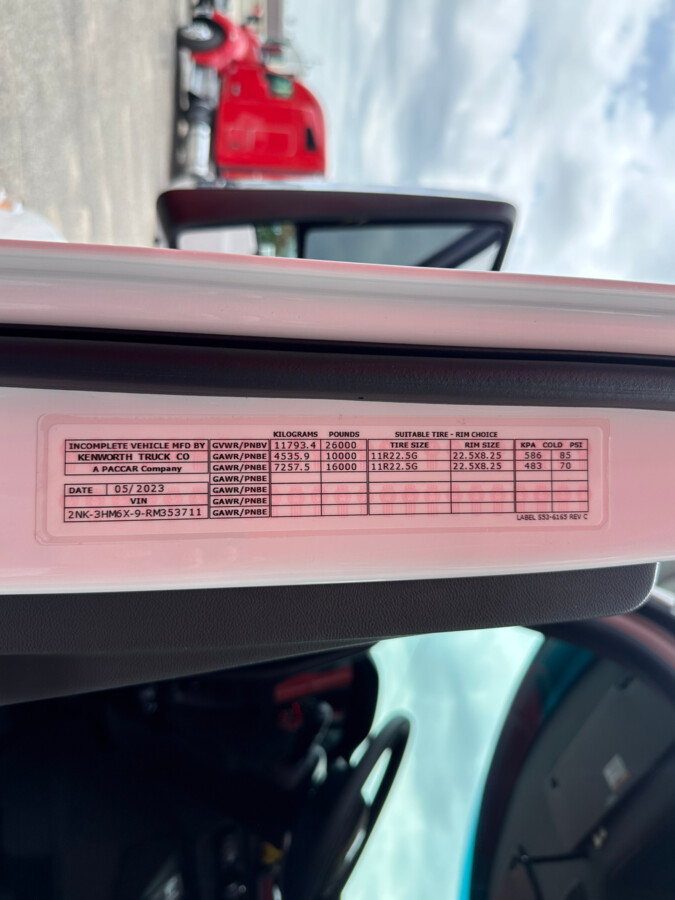 KILOGRAMS POUNDS SUITABLE TIRE - RIM CHOICE
INCOMPLETE VEHICLE MFD BY GVWR/PNBV 11793.4 26000 TIRE SIZE RIM SIZE KPA COLD PSI
KENWORTH TRUCK CO GAWR/PNBE 4535.9 10000 11R22.5G 22.5X8.25 586 85
A PACCAR Company GAWR/PNBE 7257.5 16000 11R22.5G 22.5X8.25 483 70
GAWR/PNBE
DATE 05/2023 GAWR/PNBE
VIN GAWR/PNBE
2NK-3HM6X-9-RM353711 GAWR/PNBE
LABEL S53-6165 REV C